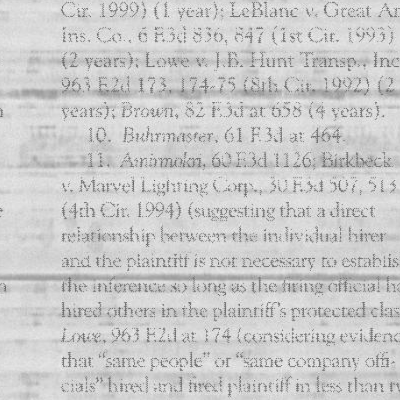 Cir. 1999) (1 year); LeBlanc v. Great Am
Ins. Co., 6 F.3d 836, 847 (1st Cir. 1993)
(2 years); Lowe v. J.B. Hunt Transp., Inc
963 F.2d 173, 174-75 (8th Cir. 1992) (2
years); Brown, 82 F.3d at 658 (4 years).
10. Buhrmaster, 61 F.3d at 464.
11. Amirmokri, 60 F.3d 1126; Birkbeck
v. Marvel Lighting Corp., 30 F.3d 507, 513
(4th Cir. 1994) (suggesting that a direct
relationship between the individual hirer
and the plaintiff is not necessary to establis
the inference so long as the firing official ha
hired others in the plaintiff's protected clas
Lowe, 963 F.2d at 174 (considering evidenc
that "same people" or "same company offi-
cials" hired and fired plaintiff in less than tw